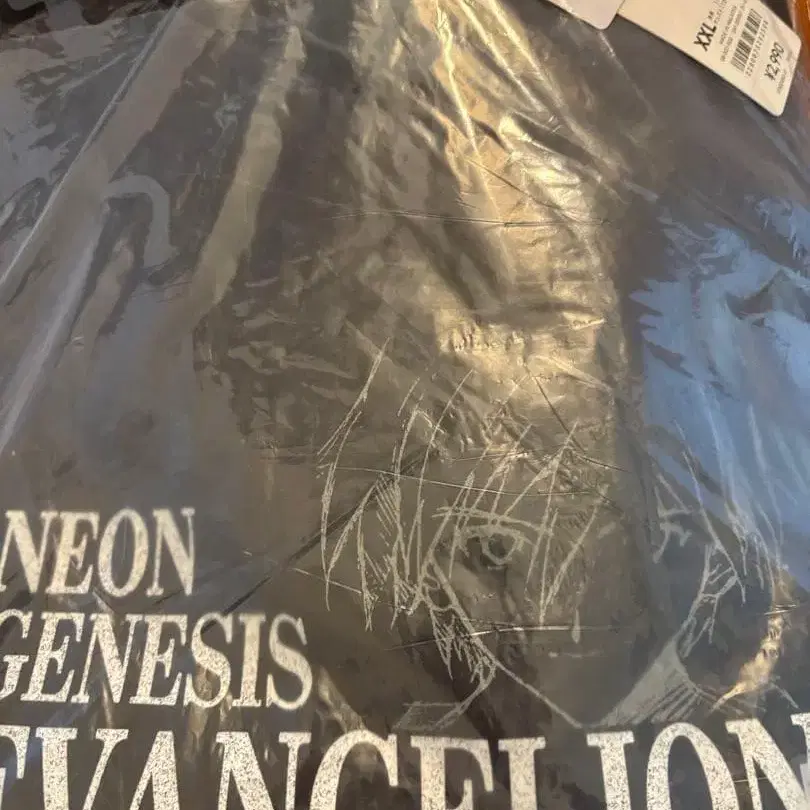 XXL
¥2,990
NEON
GENESIS
EVANGELION